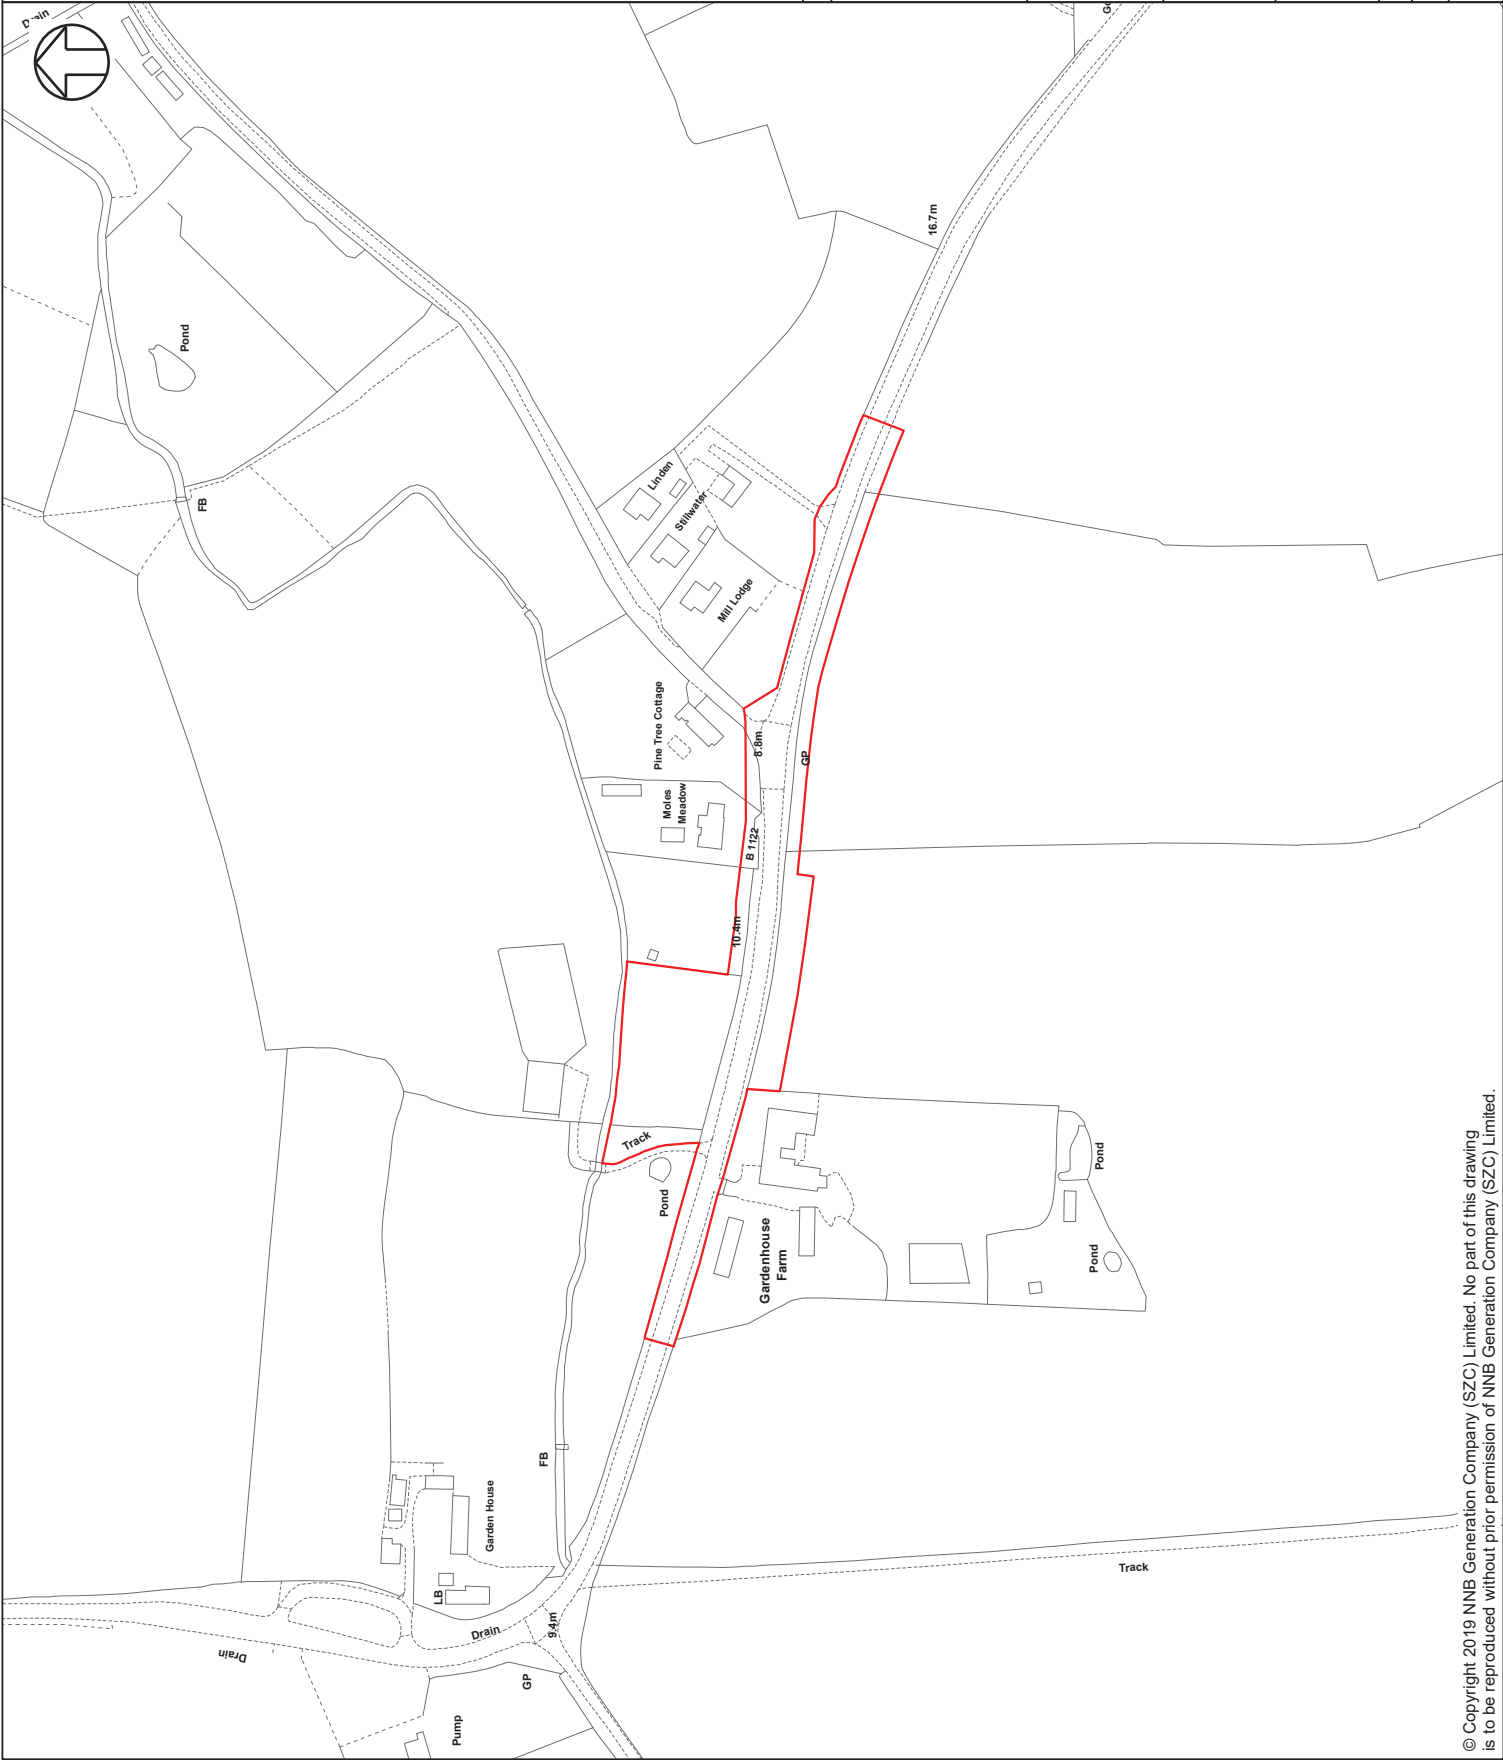 Drain
Go
16.7m
Pond
FB
Linden
Stillwater
Mill Lodge
Pine Tree Cottage
8.8m
GP
Moles
Meadow
B 1122
10.4m
Track
Pond
Gardenhouse
Farm
Pond
Pond
FB
Garden House
LB
Drain
9.4m
Drain
GP
Pump
Track
© Copyright 2019 NNB Generation Company (SZC) Limited. No part of this drawing
is to be reproduced without prior permission of NNB Generation Company (SZC) Limited.